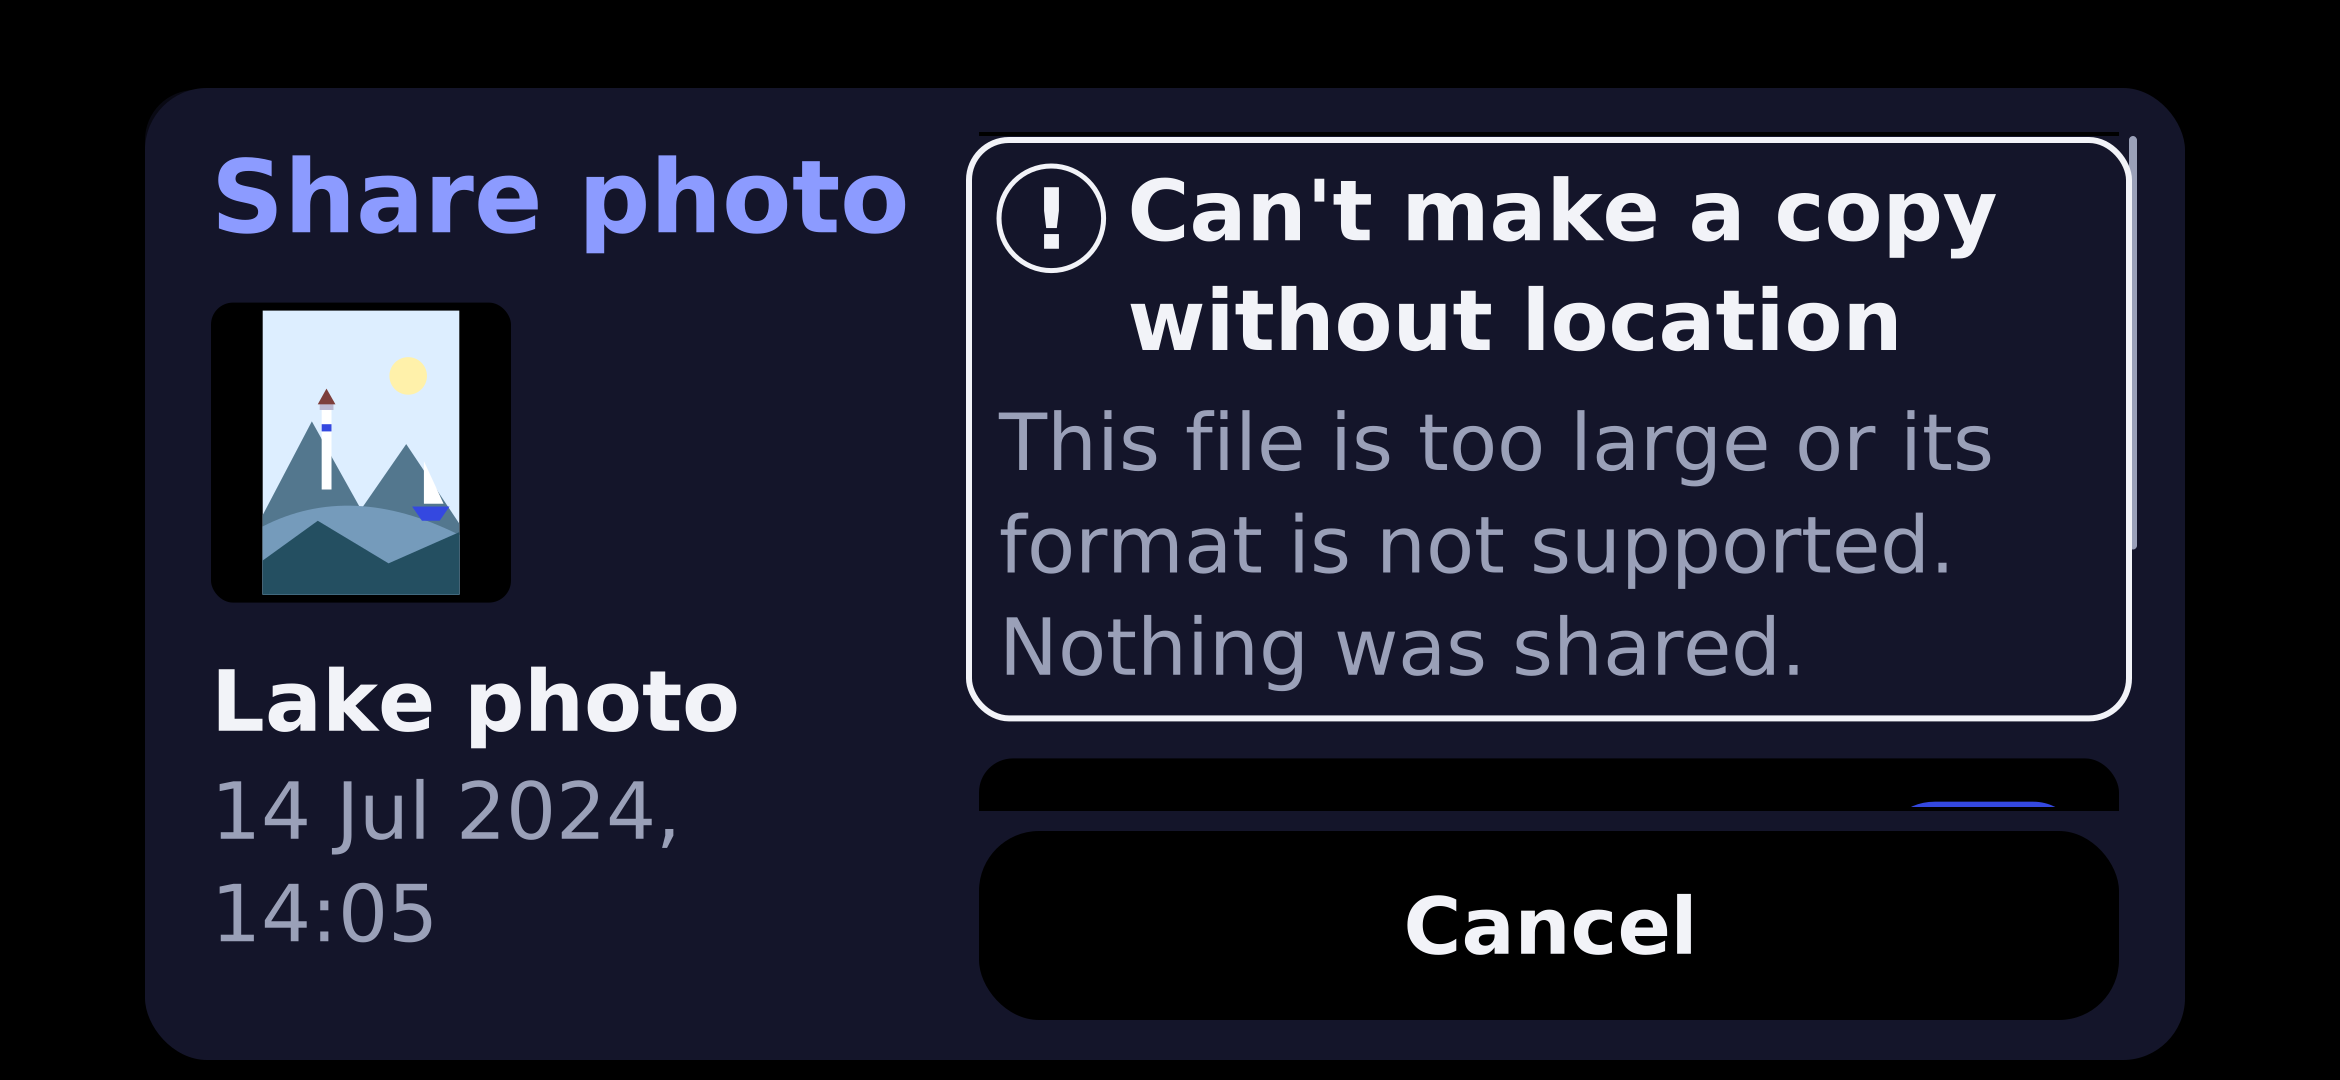 Share photo
Lake photo
14 Jul 2024,
14:05
!
Can't make a copy
without location
This file is too large or its
format is not supported.
Nothing was shared.
Cancel